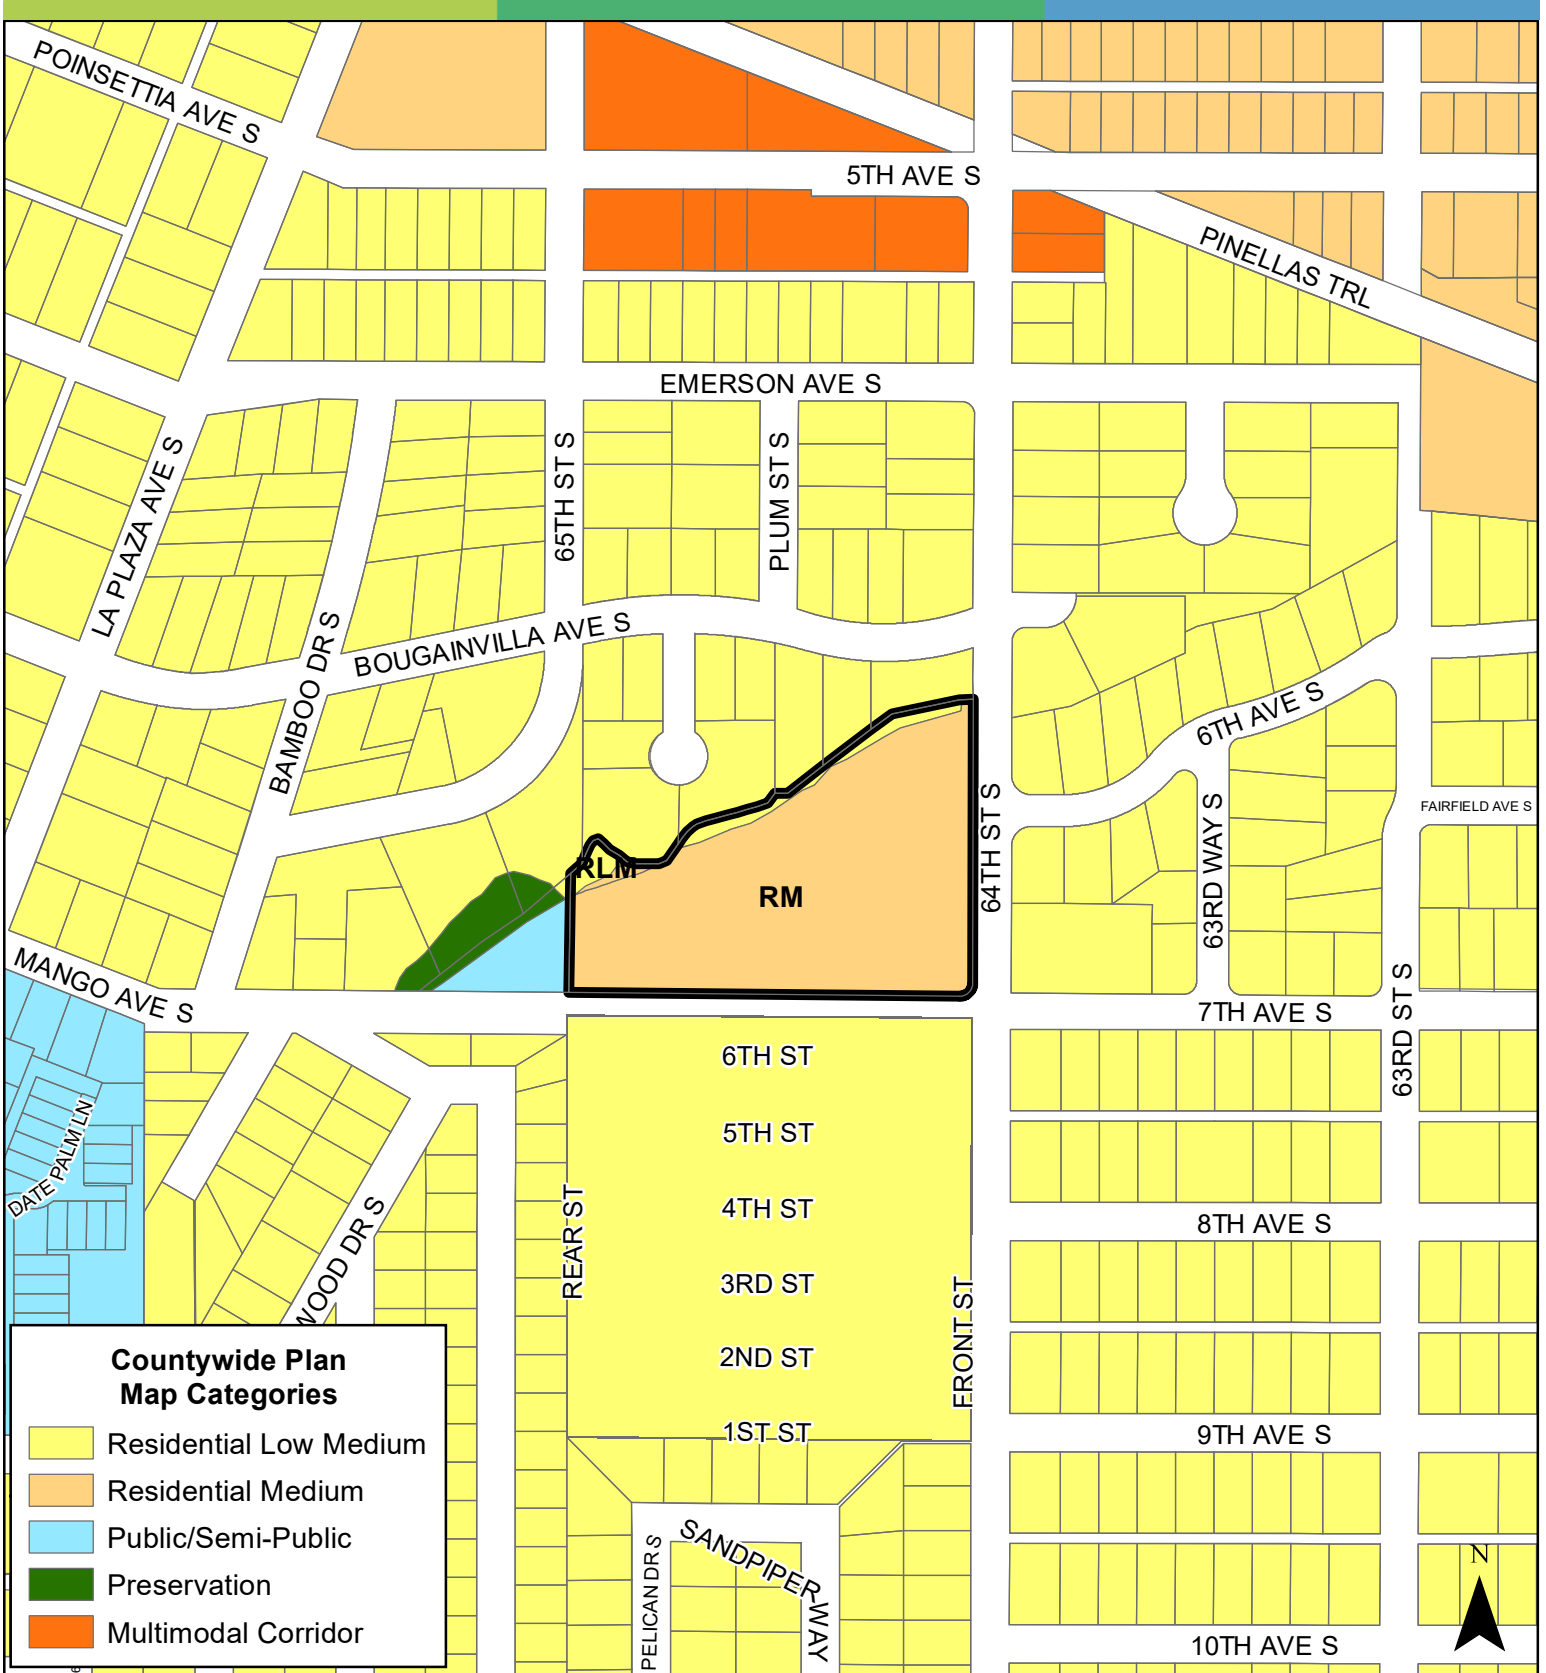 POINSETTIA AVE S
5TH AVE S
PINELLAS TRL
EMERSON AVE S
LA PLAZA AVE S
65TH ST S
PLUM ST S
BOUGAINVILLA AVE S
BAMBOO DR S
6TH AVE S
FAIRFIELD AVE S
64TH ST S
63RD WAY S
RLM
RM
MANGO AVE S
7TH AVE S
63RD ST S
6TH ST
5TH ST
DATE PALM LN
4TH ST
8TH AVE S
REAR ST
WOOD DR S
3RD ST
FRONT ST
2ND ST
1ST ST
9TH AVE S
SANDPIPER WAY
PELICAN DR S
10TH AVE S
N
Countywide Plan
Map Categories
Residential Low Medium
Residential Medium
Public/Semi-Public
Preservation
Multimodal Corridor